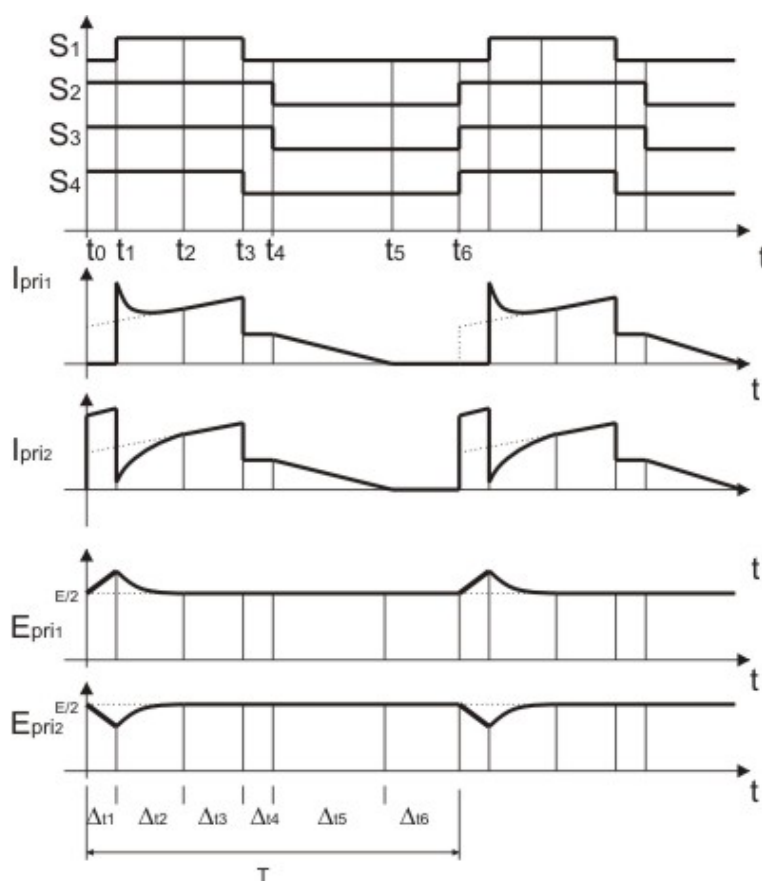 S1
S2
S3
S4
t0 t1 t2 t3 t4 t5 t6
t
Ipri1
t
Ipri2
t
E/2
Epri1
t
E/2
Epri2
t
Δt1 Δt2 Δt3 Δt4 Δt5 Δt6
T